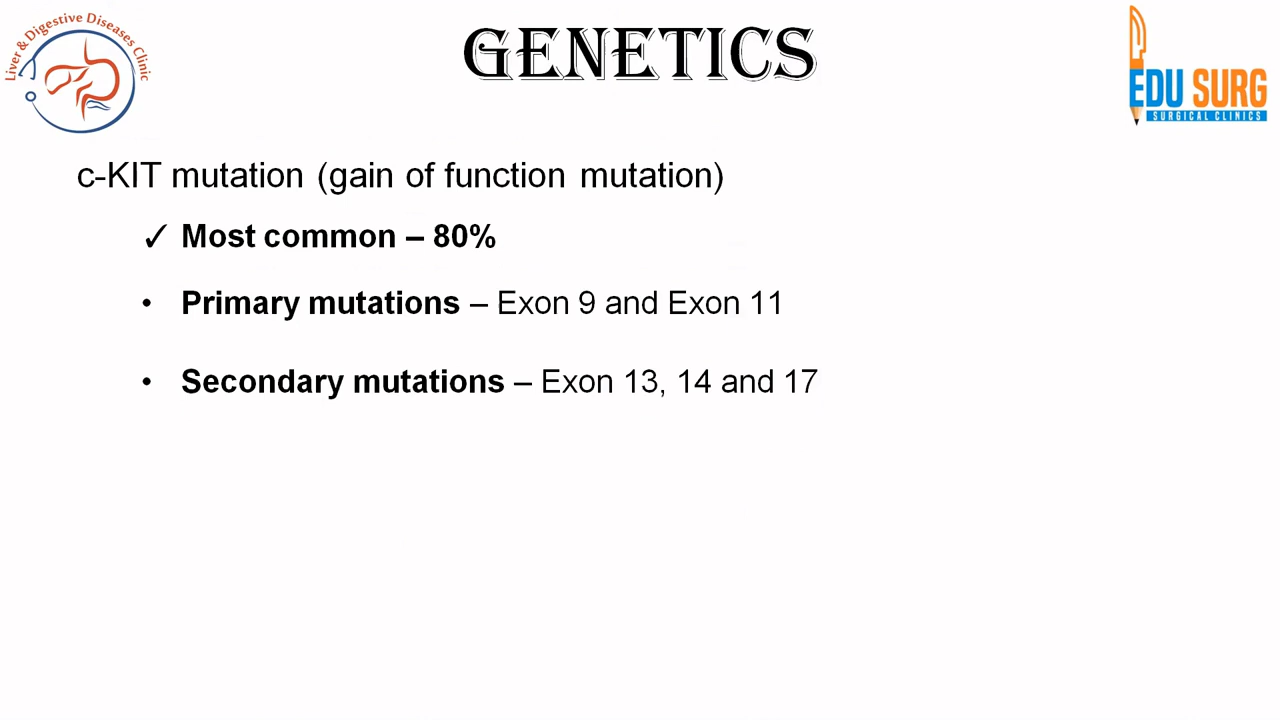 Liver & Digestive Diseases Clinic
GENETICS
EDU SURG
SURGICAL CLINICS
c-KIT mutation (gain of function mutation)
✓ Most common – 80%
• Primary mutations – Exon 9 and Exon 11
• Secondary mutations – Exon 13, 14 and 17